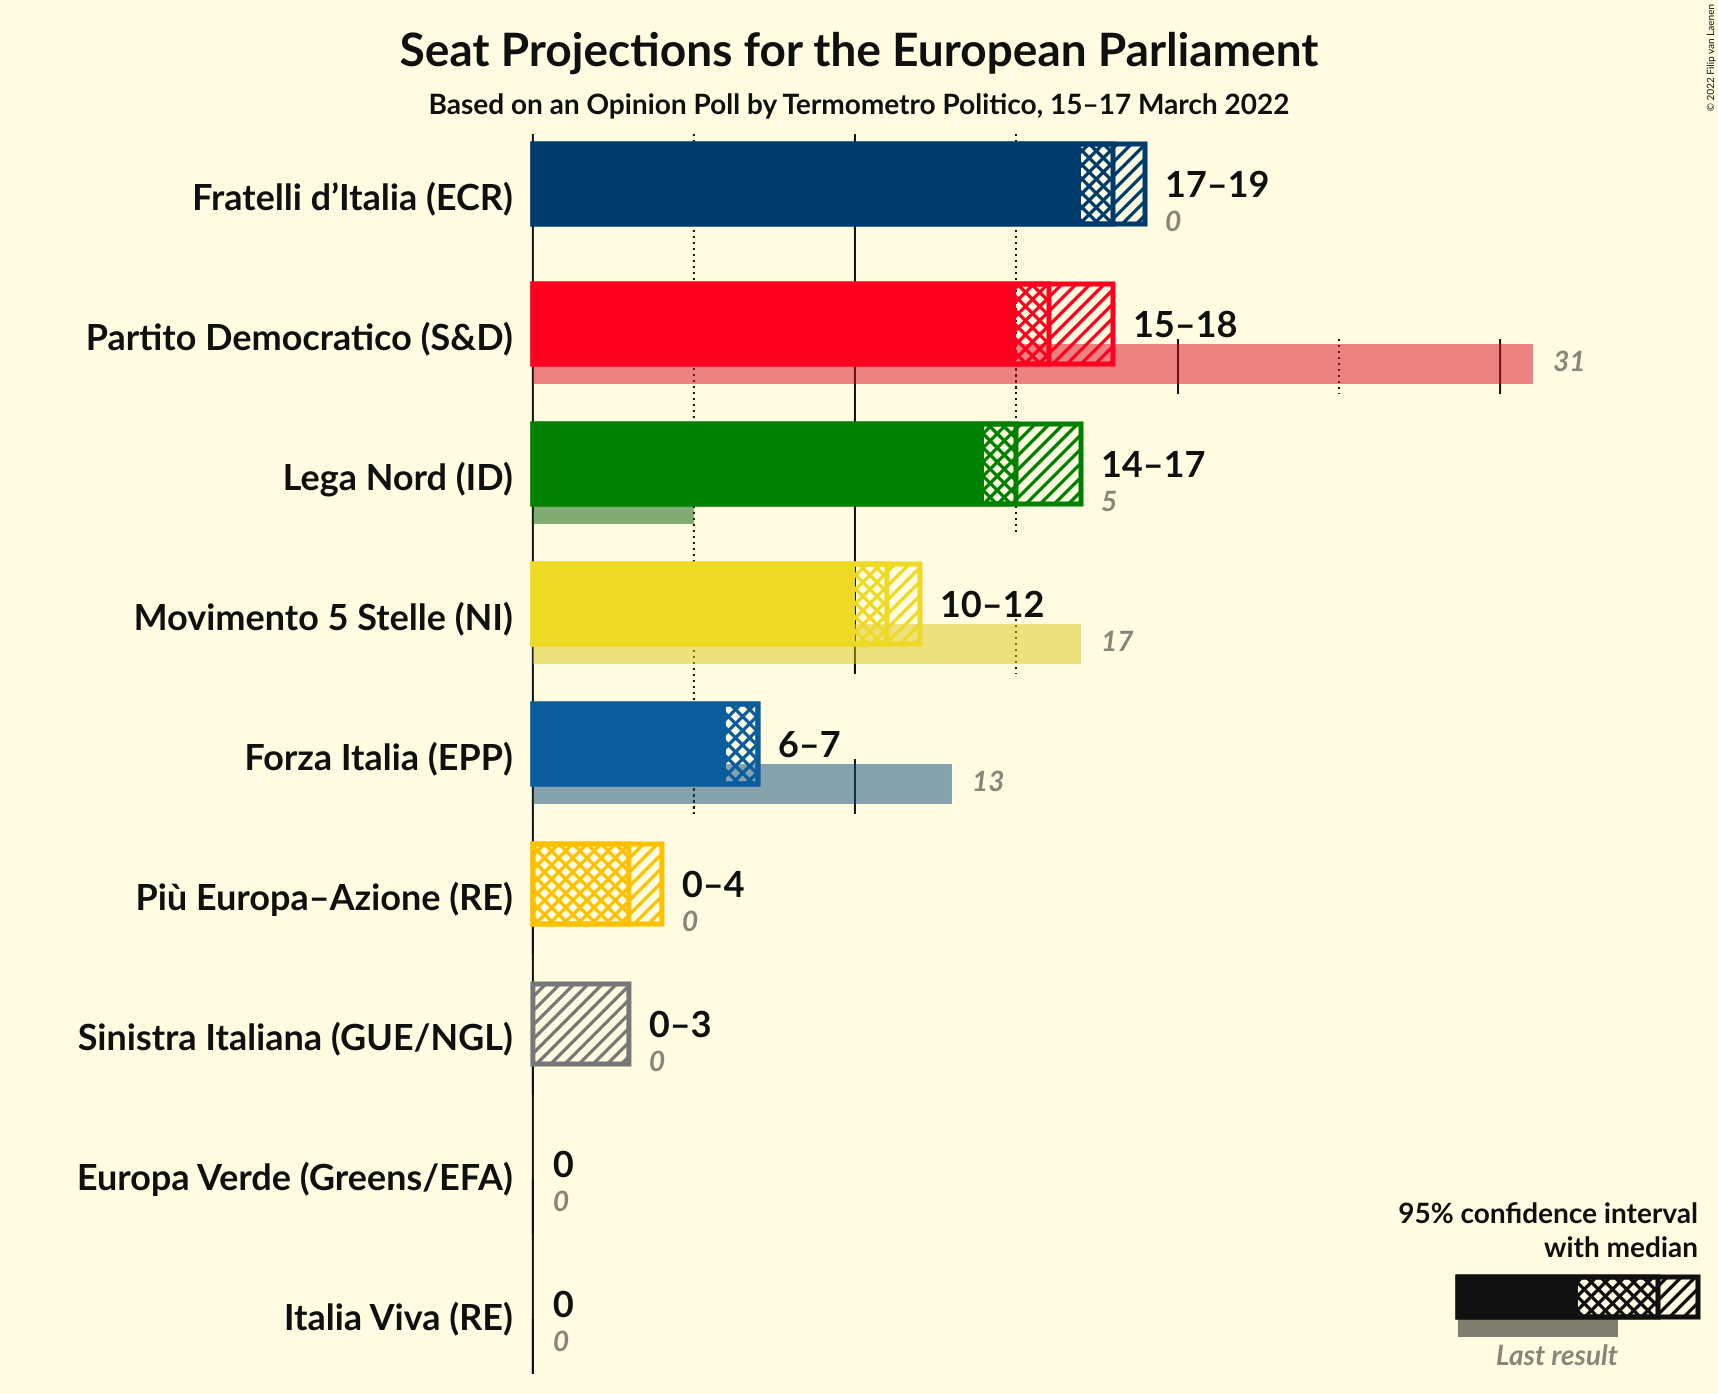 Seat Projections for the European Parliament
Based on an Opinion Poll by Termometro Politico, 15–17 March 2022
© 2022 Filip van Laenen
Fratelli d’Italia (ECR)
17–19
0
Partito Democratico (S&D)
15–18
31
Lega Nord (ID)
14–17
5
Movimento 5 Stelle (NI)
10–12
17
Forza Italia (EPP)
6–7
13
Più Europa–Azione (RE)
0–4
0
Sinistra Italiana (GUE/NGL)
0–3
0
Europa Verde (Greens/EFA)
0
0
Italia Viva (RE)
0
0
95% confidence interval
with median
Last result